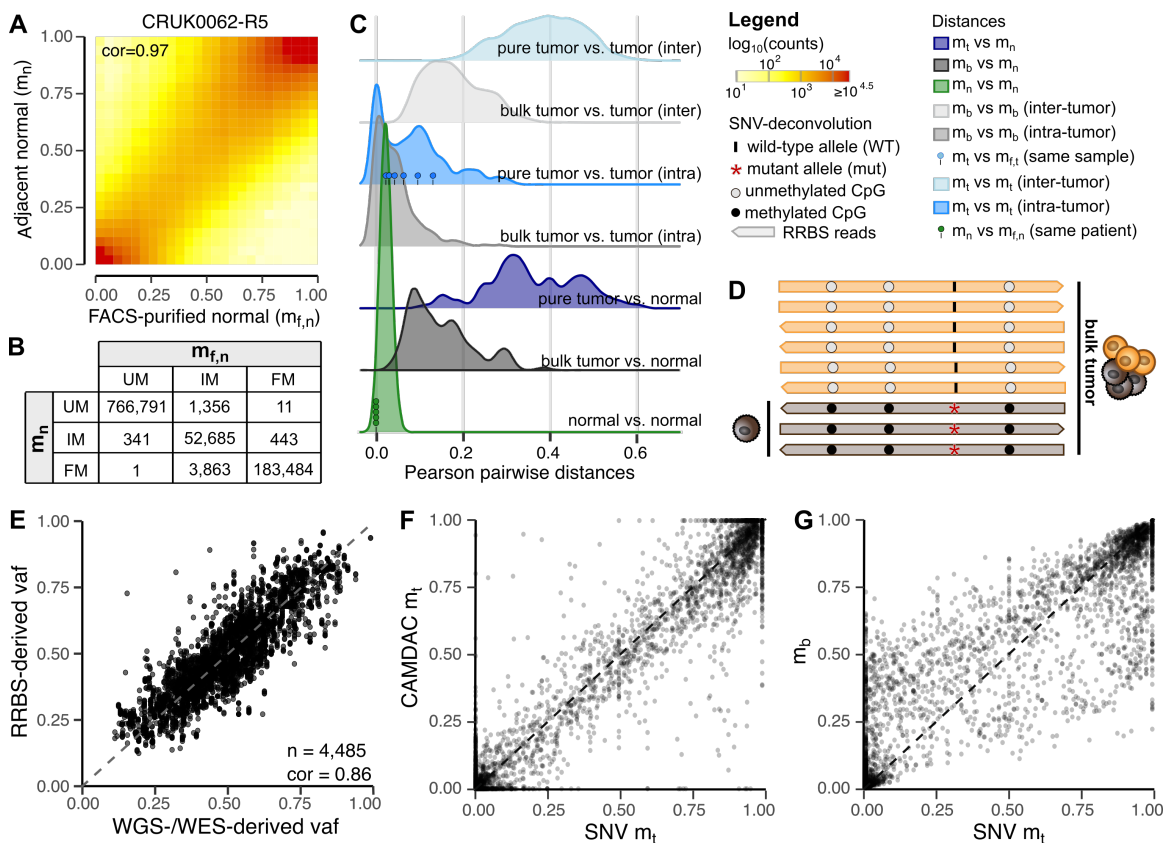 A
CRUK0062-R5
cor=0.97
Adjacent normal (mn)
1.00
0.75
0.50
0.25
0.00
0.00 0.25 0.75 1.00
FACS-purified normal (mf,n)
B
mf,n
UM IM FM
mn
UM 766,791 1,356 11
IM 341 52,685 443
FM 1 3,863 183,484
C
pure tumor vs. tumor (inter)
bulk tumor vs. tumor (inter)
pure tumor vs. tumor (intra)
bulk tumor vs. tumor (intra)
pure tumor vs. normal
bulk tumor vs. normal
normal vs. normal
0.0 0.2 0.4 0.6
Pearson pairwise distances
Legend
log10(counts)
10^2 10^4
10^1 10^3 ≥10^4.5
SNV-deconvolution
wild-type allele (WT)
* mutant allele (mut)
unmethylated CpG
methylated CpG
RRBS reads
Distances
mt vs mn
mb vs mn
mn vs mn
mb vs mb (inter-tumor)
mb vs mb (intra-tumor)
mt vs mf,t (same sample)
mt vs mt (inter-tumor)
mt vs mt (intra-tumor)
mn vs mf,n (same patient)
D
bulk tumor
E
RRBS-derived vaf
1.00
0.75
0.50
0.25
0.00
n = 4,485
cor = 0.86
0.00 0.25 0.50 0.75 1.00
WGS-/WES-derived vaf
F
CAMDAC mt
1.00
0.75
0.50
0.25
0.00
0.00 0.25 0.50 0.75 1.00
SNV mt
G
mb
1.00
0.75
0.50
0.25
0.00
0.00 0.25 0.50 0.75 1.00
SNV mt